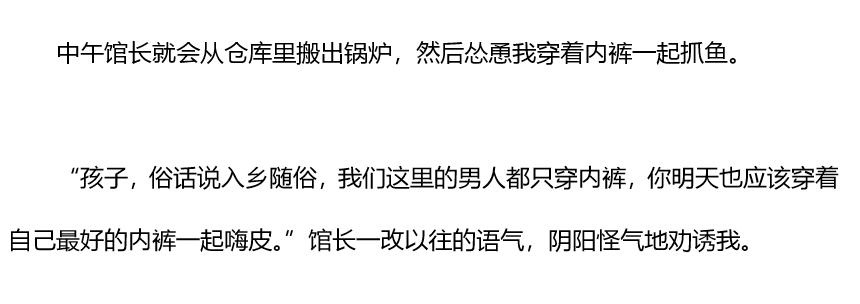 中午馆长就会从仓库里搬出锅炉，然后怂恿我穿着内裤一起抓鱼。
“孩子，俗话说入乡随俗，我们这里的男人都只穿内裤，你明天也应该穿着
自己最好的内裤一起嗨皮。”馆长一改以往的语气，阴阳怪气地劝诱我。